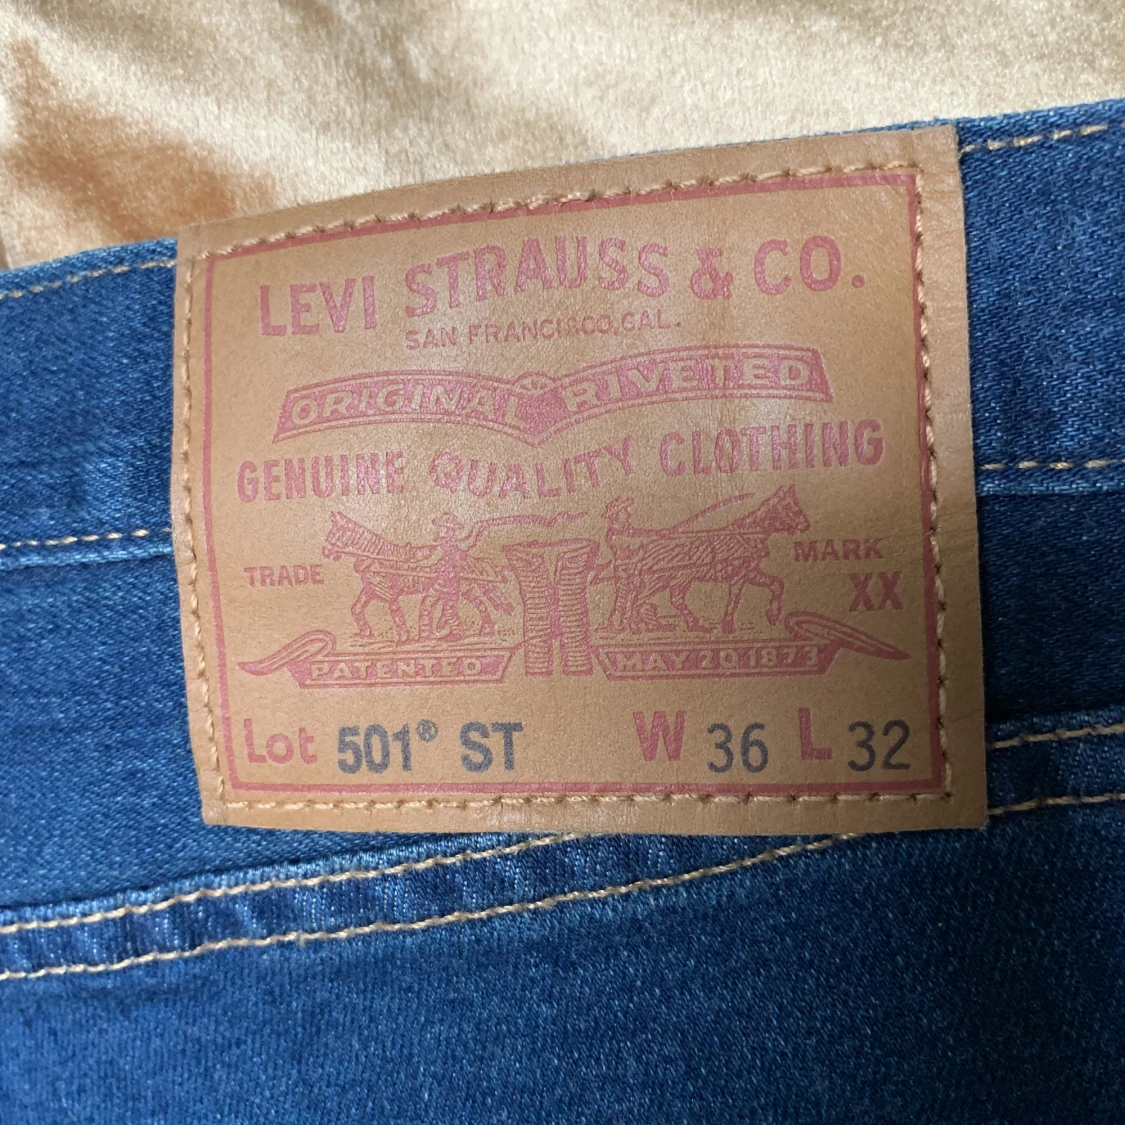 LEVI STRAUSS & CO.
SAN FRANCISCO, CAL.
ORIGINAL RIVETED
GENUINE QUALITY CLOTHING
TRADE MARK
XX
PATENTED MAY 20 1873
Lot 501® ST W 36 L 32